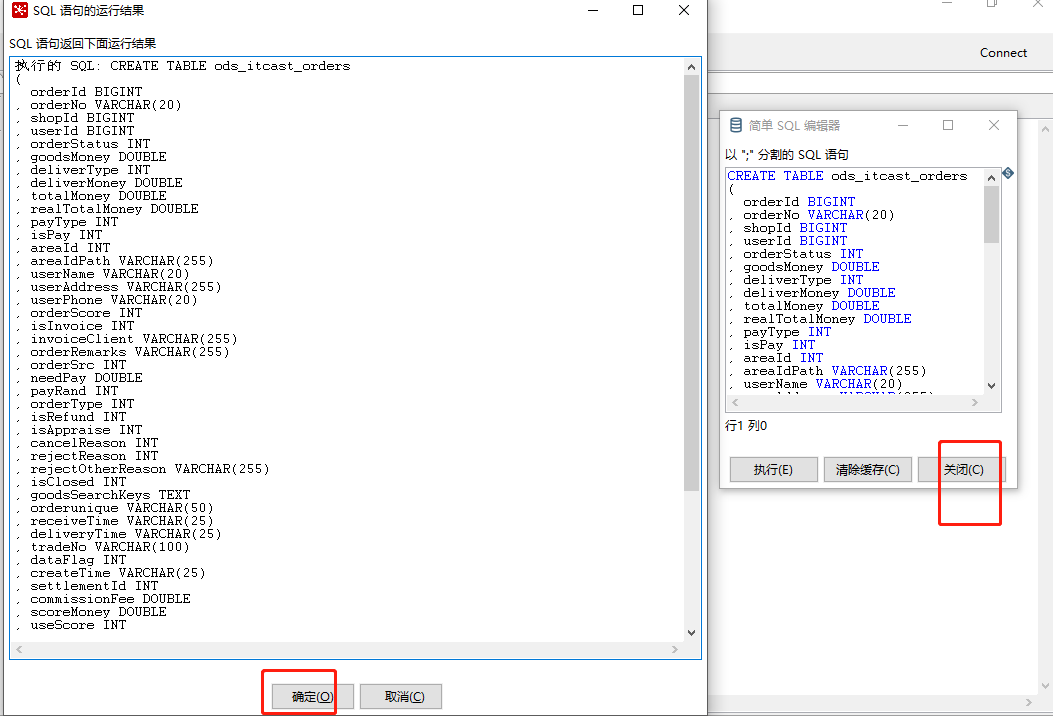 SQL 语句的运行结果
SQL 语句返回下面运行结果
执行的 SQL: CREATE TABLE ods_itcast_orders
(
  orderId BIGINT
, orderNo VARCHAR(20)
, shopId BIGINT
, userId BIGINT
, orderStatus INT
, goodsMoney DOUBLE
, deliverType INT
, deliverMoney DOUBLE
, totalMoney DOUBLE
, realTotalMoney DOUBLE
, payType INT
, isPay INT
, areaId INT
, areaIdPath VARCHAR(255)
, userName VARCHAR(20)
, userAddress VARCHAR(255)
, userPhone VARCHAR(20)
, orderScore INT
, isInvoice INT
, invoiceClient VARCHAR(255)
, orderRemarks VARCHAR(255)
, orderSrc INT
, needPay DOUBLE
, payRand INT
, orderType INT
, isRefund INT
, isAppraise INT
, cancelReason INT
, rejectReason INT
, rejectOtherReason VARCHAR(255)
, isClosed INT
, goodsSearchKeys TEXT
, orderunique VARCHAR(50)
, receiveTime VARCHAR(25)
, deliveryTime VARCHAR(25)
, tradeNo VARCHAR(100)
, dataFlag INT
, createTime VARCHAR(25)
, settlementId INT
, commissionFee DOUBLE
, scoreMoney DOUBLE
, useScore INT
确定(O)
取消(C)
Connect
简单 SQL 编辑器
以 ";" 分割的 SQL 语句
CREATE TABLE ods_itcast_orders
(
  orderId BIGINT
, orderNo VARCHAR(20)
, shopId BIGINT
, userId BIGINT
, orderStatus INT
, goodsMoney DOUBLE
, deliverType INT
, deliverMoney DOUBLE
, totalMoney DOUBLE
, realTotalMoney DOUBLE
, payType INT
, isPay INT
, areaId INT
, areaIdPath VARCHAR(255)
, userName VARCHAR(20)
行1 列0
执行(E)
清除缓存(C)
关闭(C)